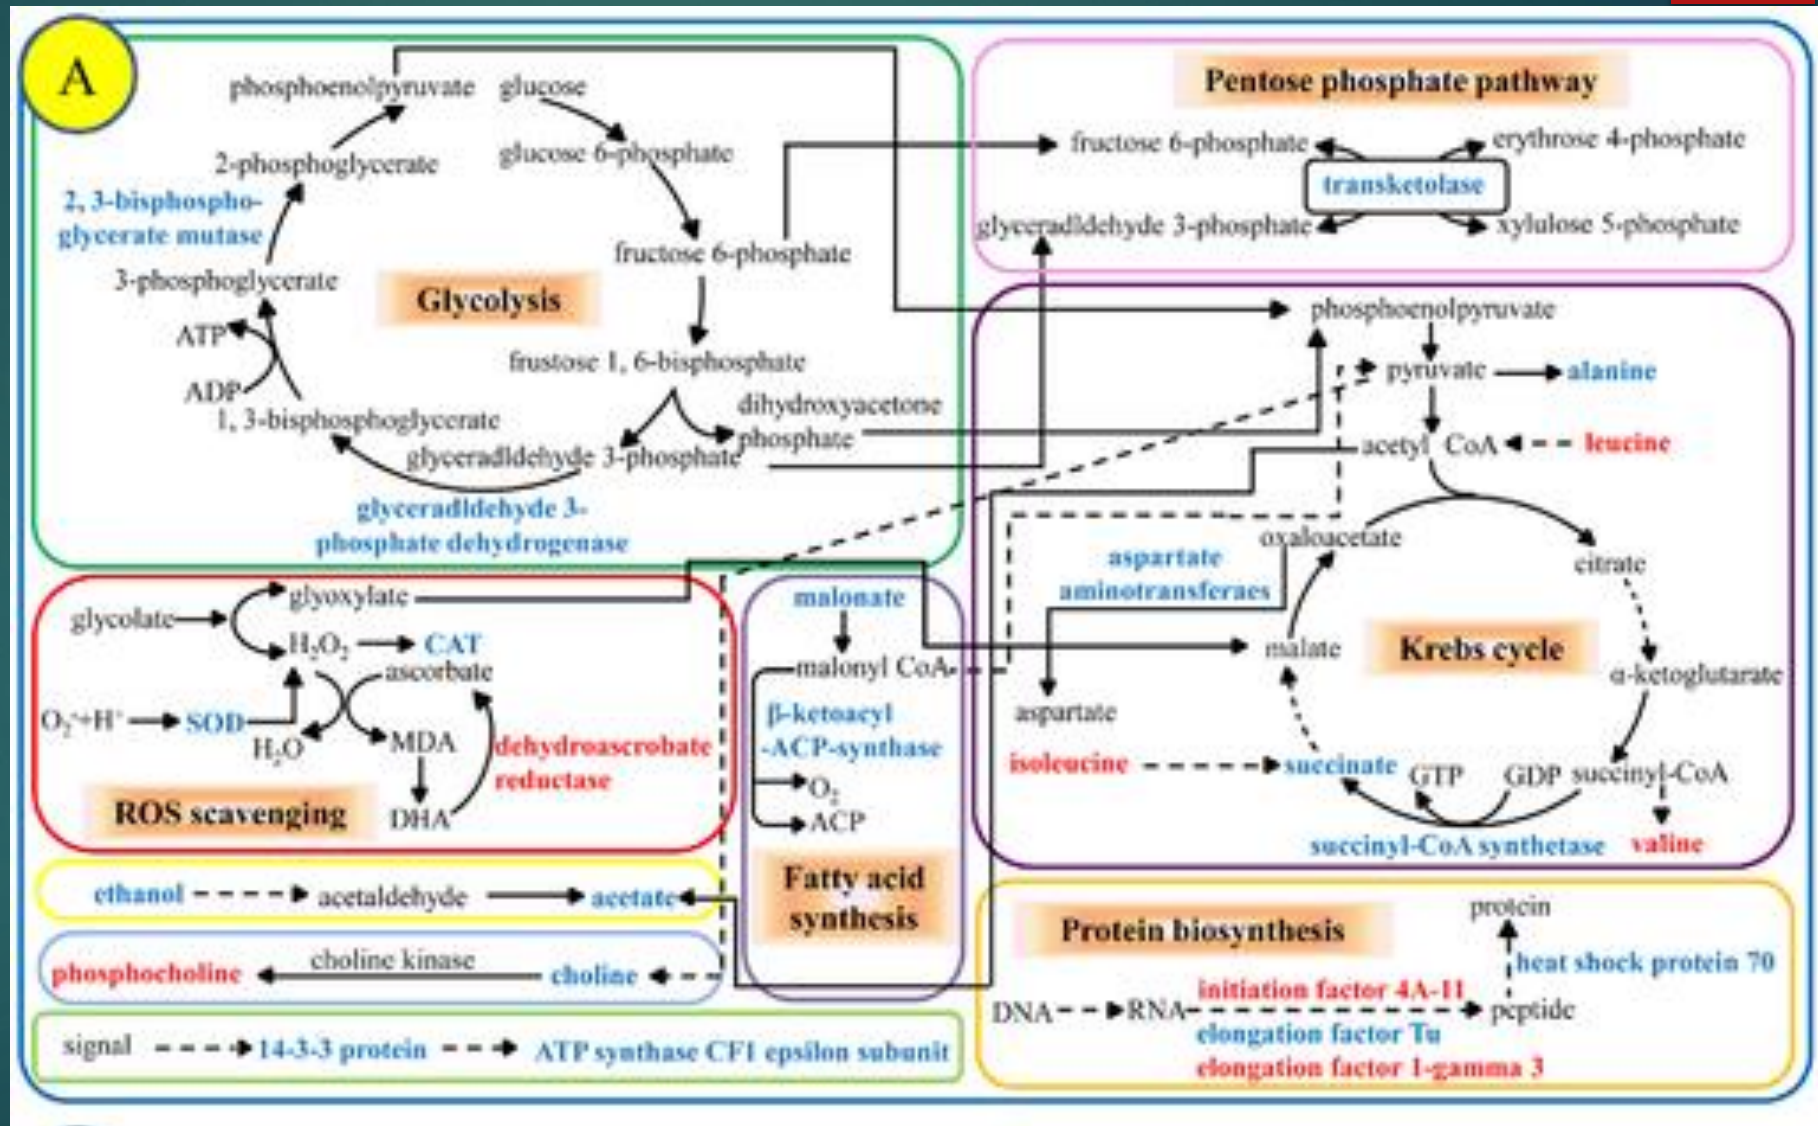 A
phosphoenolpyruvate
glucose
2-phosphoglycerate
glucose 6-phosphate
2, 3-bisphospho-
glycerate mutase
3-phosphoglycerate
fructose 6-phosphate
Glycolysis
ATP
ADP
frustose 1, 6-bisphosphate
1, 3-bisphosphoglycerate
dihydroxyacetone
phosphate
glyceradldehyde 3-phosphate
glyceradldehyde 3-
phosphate dehydrogenase
Pentose phosphate pathway
fructose 6-phosphate
erythrose 4-phosphate
transketolase
glyceradldehyde 3-phosphate
xylulose 5-phosphate
phosphoenolpyruvate
pyruvate
alanine
acetyl CoA
leucine
oxaloacetate
citrate
aspartate
aminotransferaes
malate
Krebs cycle
α-ketoglutarate
aspartate
isoleucine
succinate
GTP
GDP
succinyl-CoA
succinyl-CoA synthetase
valine
glycolate
glyoxylate
H₂O₂
CAT
ascorbate
SOD
H₂O
MDA
dehydroascrobate
reductase
ROS scavenging
DHA
malonate
malonyl CoA
β-ketoacyl
-ACP-synthase
O₂
ACP
Fatty acid
synthesis
ethanol
acetaldehyde
acetate
phosphocholine
choline kinase
choline
signal
14-3-3 protein
ATP synthase CF1 epsilon subunit
Protein biosynthesis
protein
heat shock protein 70
DNA
RNA
initiation factor 4A-11
peptide
elongation factor Tu
elongation factor 1-gamma 3